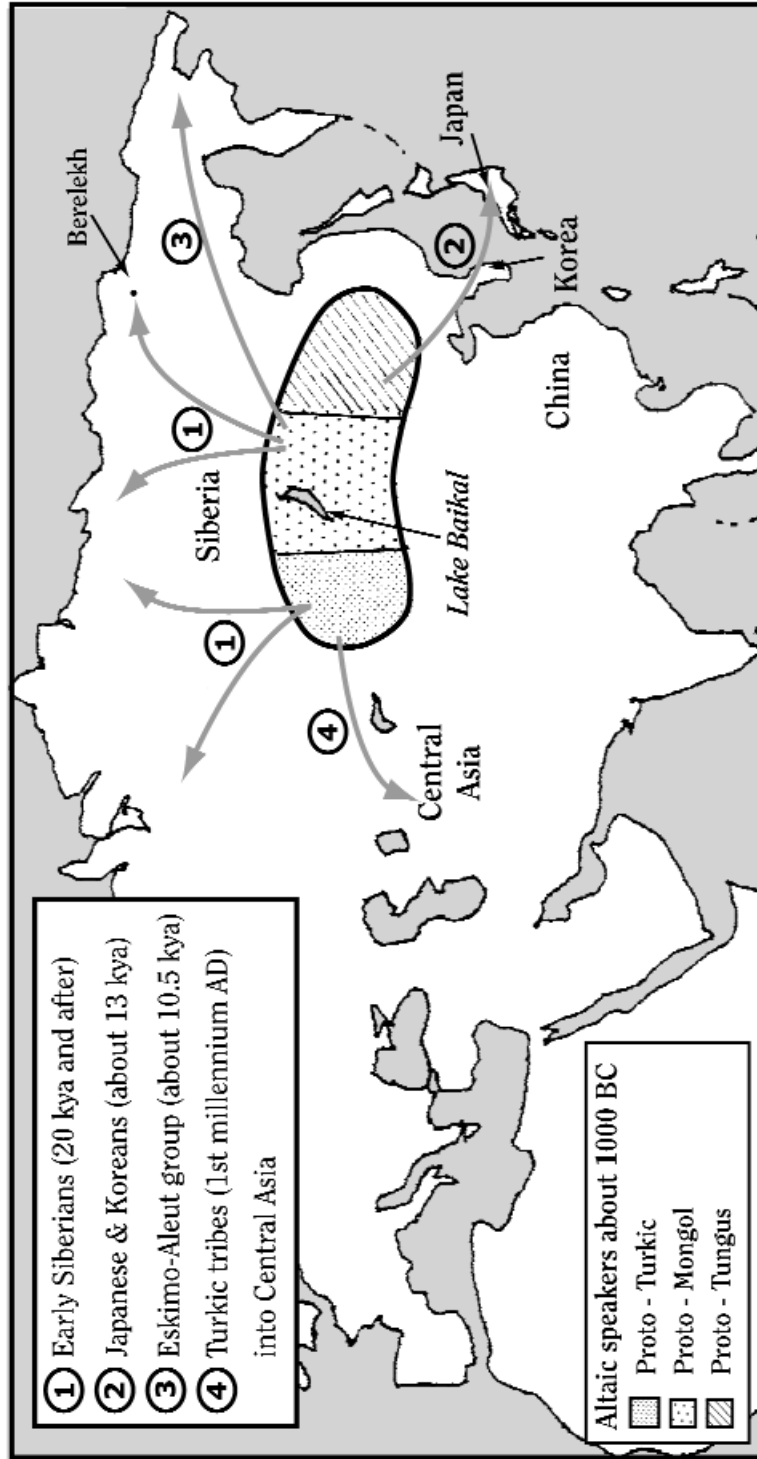 ① Early Siberians (20 kya and after)
② Japanese & Koreans (about 13 kya)
③ Eskimo-Aleut group (about 10.5 kya)
④ Turkic tribes (1st millennium AD)
into Central Asia
Berelekh
③
①
Siberia
①
④
②
Japan
Korea
China
Lake Baikal
Central
Asia
Altaic speakers about 1000 BC
Proto - Turkic
Proto - Mongol
Proto - Tungus